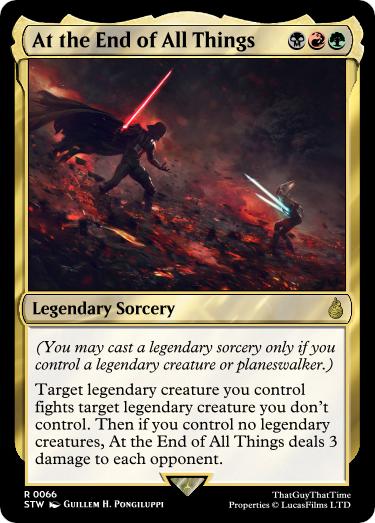 At the End of All Things
Legendary Sorcery
(You may cast a legendary sorcery only if you
control a legendary creature or planeswalker.)
Target legendary creature you control
fights target legendary creature you don't
control. Then if you control no legendary
creatures, At the End of All Things deals 3
damage to each opponent.
R 0066
ThatGuyThatTime
STW Guillem H. Pongiluppi
Properties © LucasFilms LTD